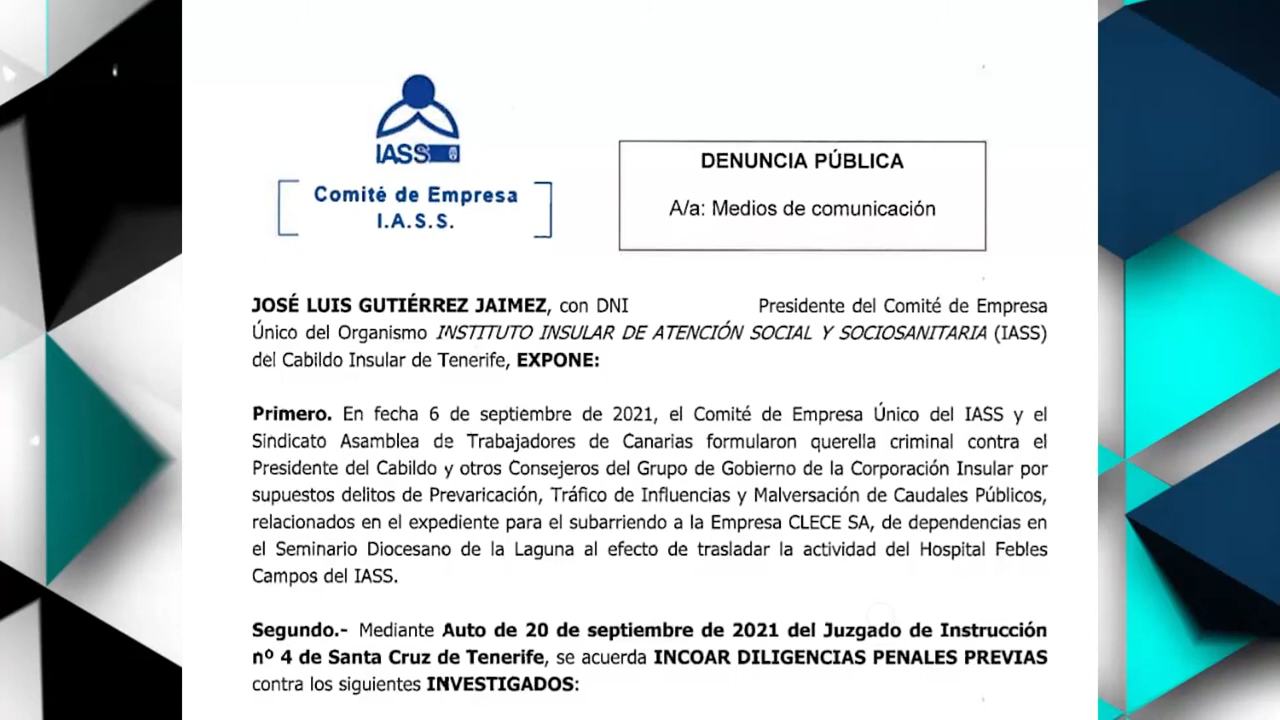 IASS
Comité de Empresa
I.A.S.S.
DENUNCIA PÚBLICA
A/a: Medios de comunicación
JOSÉ LUIS GUTIÉRREZ JAIMEZ, con DNI Presidente del Comité de Empresa
Único del Organismo INSTITUTO INSULAR DE ATENCIÓN SOCIAL Y SOCIOSANITARIA (IASS)
del Cabildo Insular de Tenerife, EXPONE:
Primero. En fecha 6 de septiembre de 2021, el Comité de Empresa Único del IASS y el
Sindicato Asamblea de Trabajadores de Canarias formularon querella criminal contra el
Presidente del Cabildo y otros Consejeros del Grupo de Gobierno de la Corporación Insular por
supuestos delitos de Prevaricación, Tráfico de Influencias y Malversación de Caudales Públicos,
relacionados en el expediente para el subarriendo a la Empresa CLECE SA, de dependencias en
el Seminario Diocesano de la Laguna al efecto de trasladar la actividad del Hospital Febles
Campos del IASS.
Segundo.- Mediante Auto de 20 de septiembre de 2021 del Juzgado de Instrucción
nº 4 de Santa Cruz de Tenerife, se acuerda INCOAR DILIGENCIAS PENALES PREVIAS
contra los siguientes INVESTIGADOS: